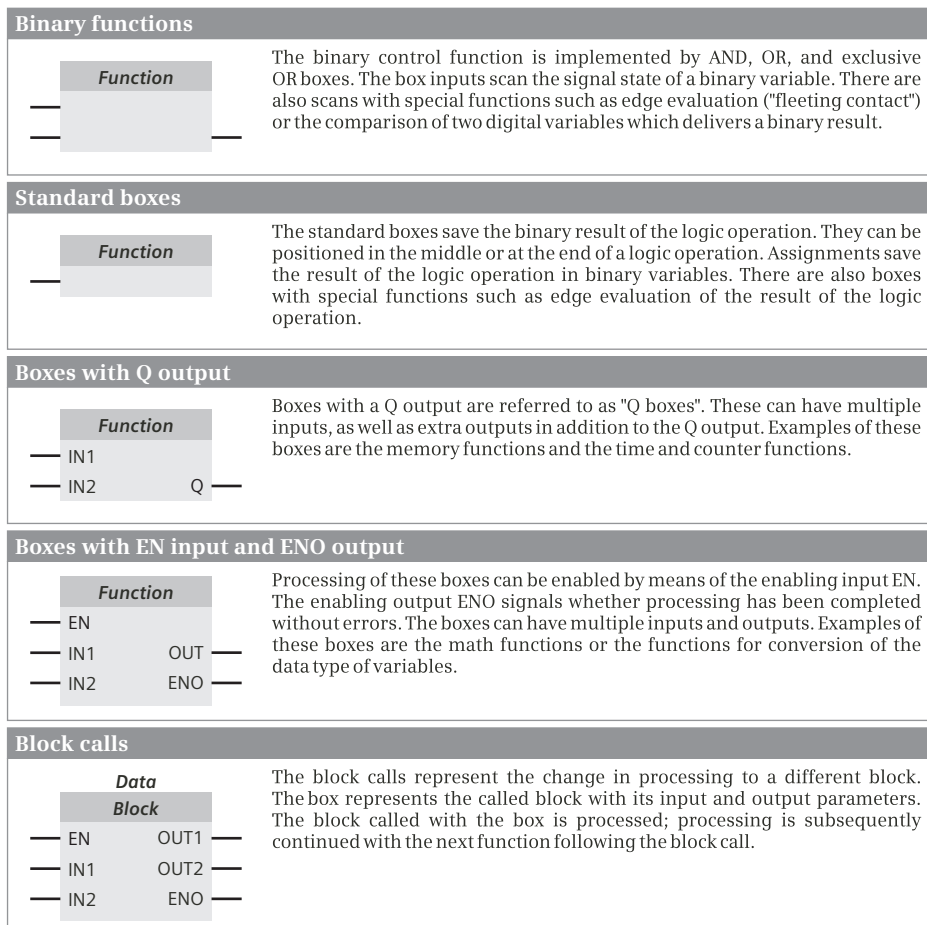 Binary functions
Function
The binary control function is implemented by AND, OR, and exclusive
OR boxes. The box inputs scan the signal state of a binary variable. There are
also scans with special functions such as edge evaluation ("fleeting contact")
or the comparison of two digital variables which delivers a binary result.
Standard boxes
Function
The standard boxes save the binary result of the logic operation. They can be
positioned in the middle or at the end of a logic operation. Assignments save
the result of the logic operation in binary variables. There are also boxes
with special functions such as edge evaluation of the result of the logic
operation.
Boxes with Q output
Function
IN1
IN2 Q
Boxes with a Q output are referred to as "Q boxes". These can have multiple
inputs, as well as extra outputs in addition to the Q output. Examples of these
boxes are the memory functions and the time and counter functions.
Boxes with EN input and ENO output
Function
EN
IN1 OUT
IN2 ENO
Processing of these boxes can be enabled by means of the enabling input EN.
The enabling output ENO signals whether processing has been completed
without errors. The boxes can have multiple inputs and outputs. Examples of
these boxes are the math functions or the functions for conversion of the
data type of variables.
Block calls
Data
Block
EN OUT1
IN1 OUT2
IN2 ENO
The block calls represent the change in processing to a different block.
The box represents the called block with its input and output parameters.
The block called with the box is processed; processing is subsequently
continued with the next function following the block call.